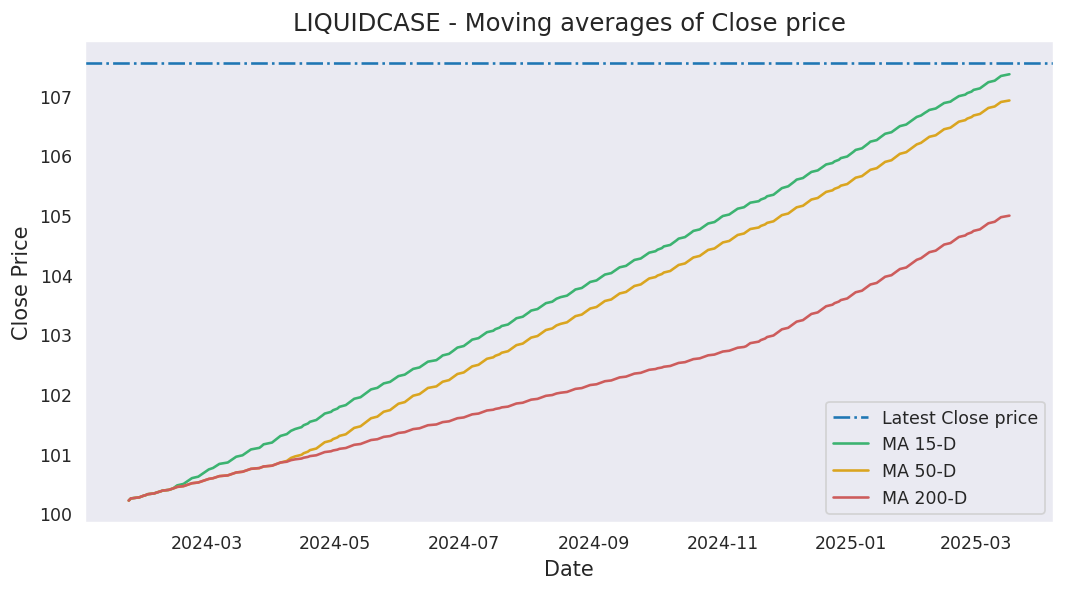 LIQUIDCASE - Moving averages of Close price
Close Price
107
106
105
104
103
102
101
100
Latest Close price
MA 15-D
MA 50-D
MA 200-D
2024-03 2024-05 2024-07 2024-09 2024-11 2025-01 2025-03
Date